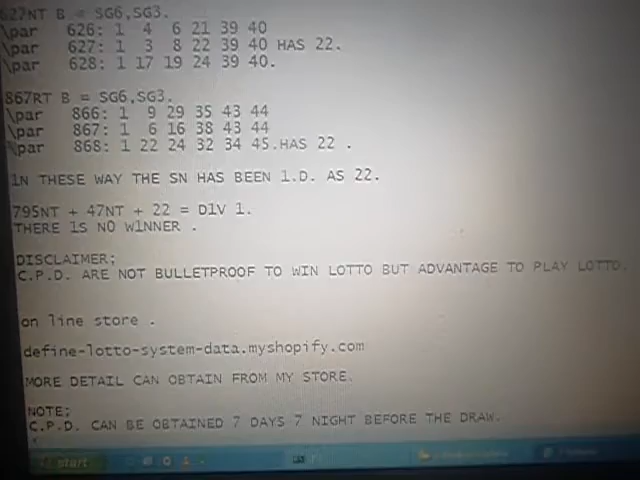 627NT B = SG6,SG3.
\par 626: 1 4 6 21 39 40
\par 627: 1 3 8 22 39 40 HAS 22.
\par 628: 1 17 19 24 39 40.
867RT B = SG6,SG3.
\par 866: 1 9 29 35 43 44
\par 867: 1 6 16 38 43 44
\par 868: 1 22 24 32 34 45.HAS 22 .
1N THESE WAY THE SN HAS BEEN 1.D. AS 22.
795NT + 47NT + 22 = D1V 1.
THERE 1S NO W1NNER .
DISCLAIMER;
C.P.D. ARE NOT BULLETPROOF TO WIN LOTTO BUT ADVANTAGE TO PLAY LOTTO.
on line store .
define-lotto-system-data.myshopify.com
MORE DETAIL CAN OBTAIN FROM MY STORE.
NOTE;
C.P.D. CAN BE OBTAINED 7 DAYS 7 NIGHT BEFORE THE DRAW.
start